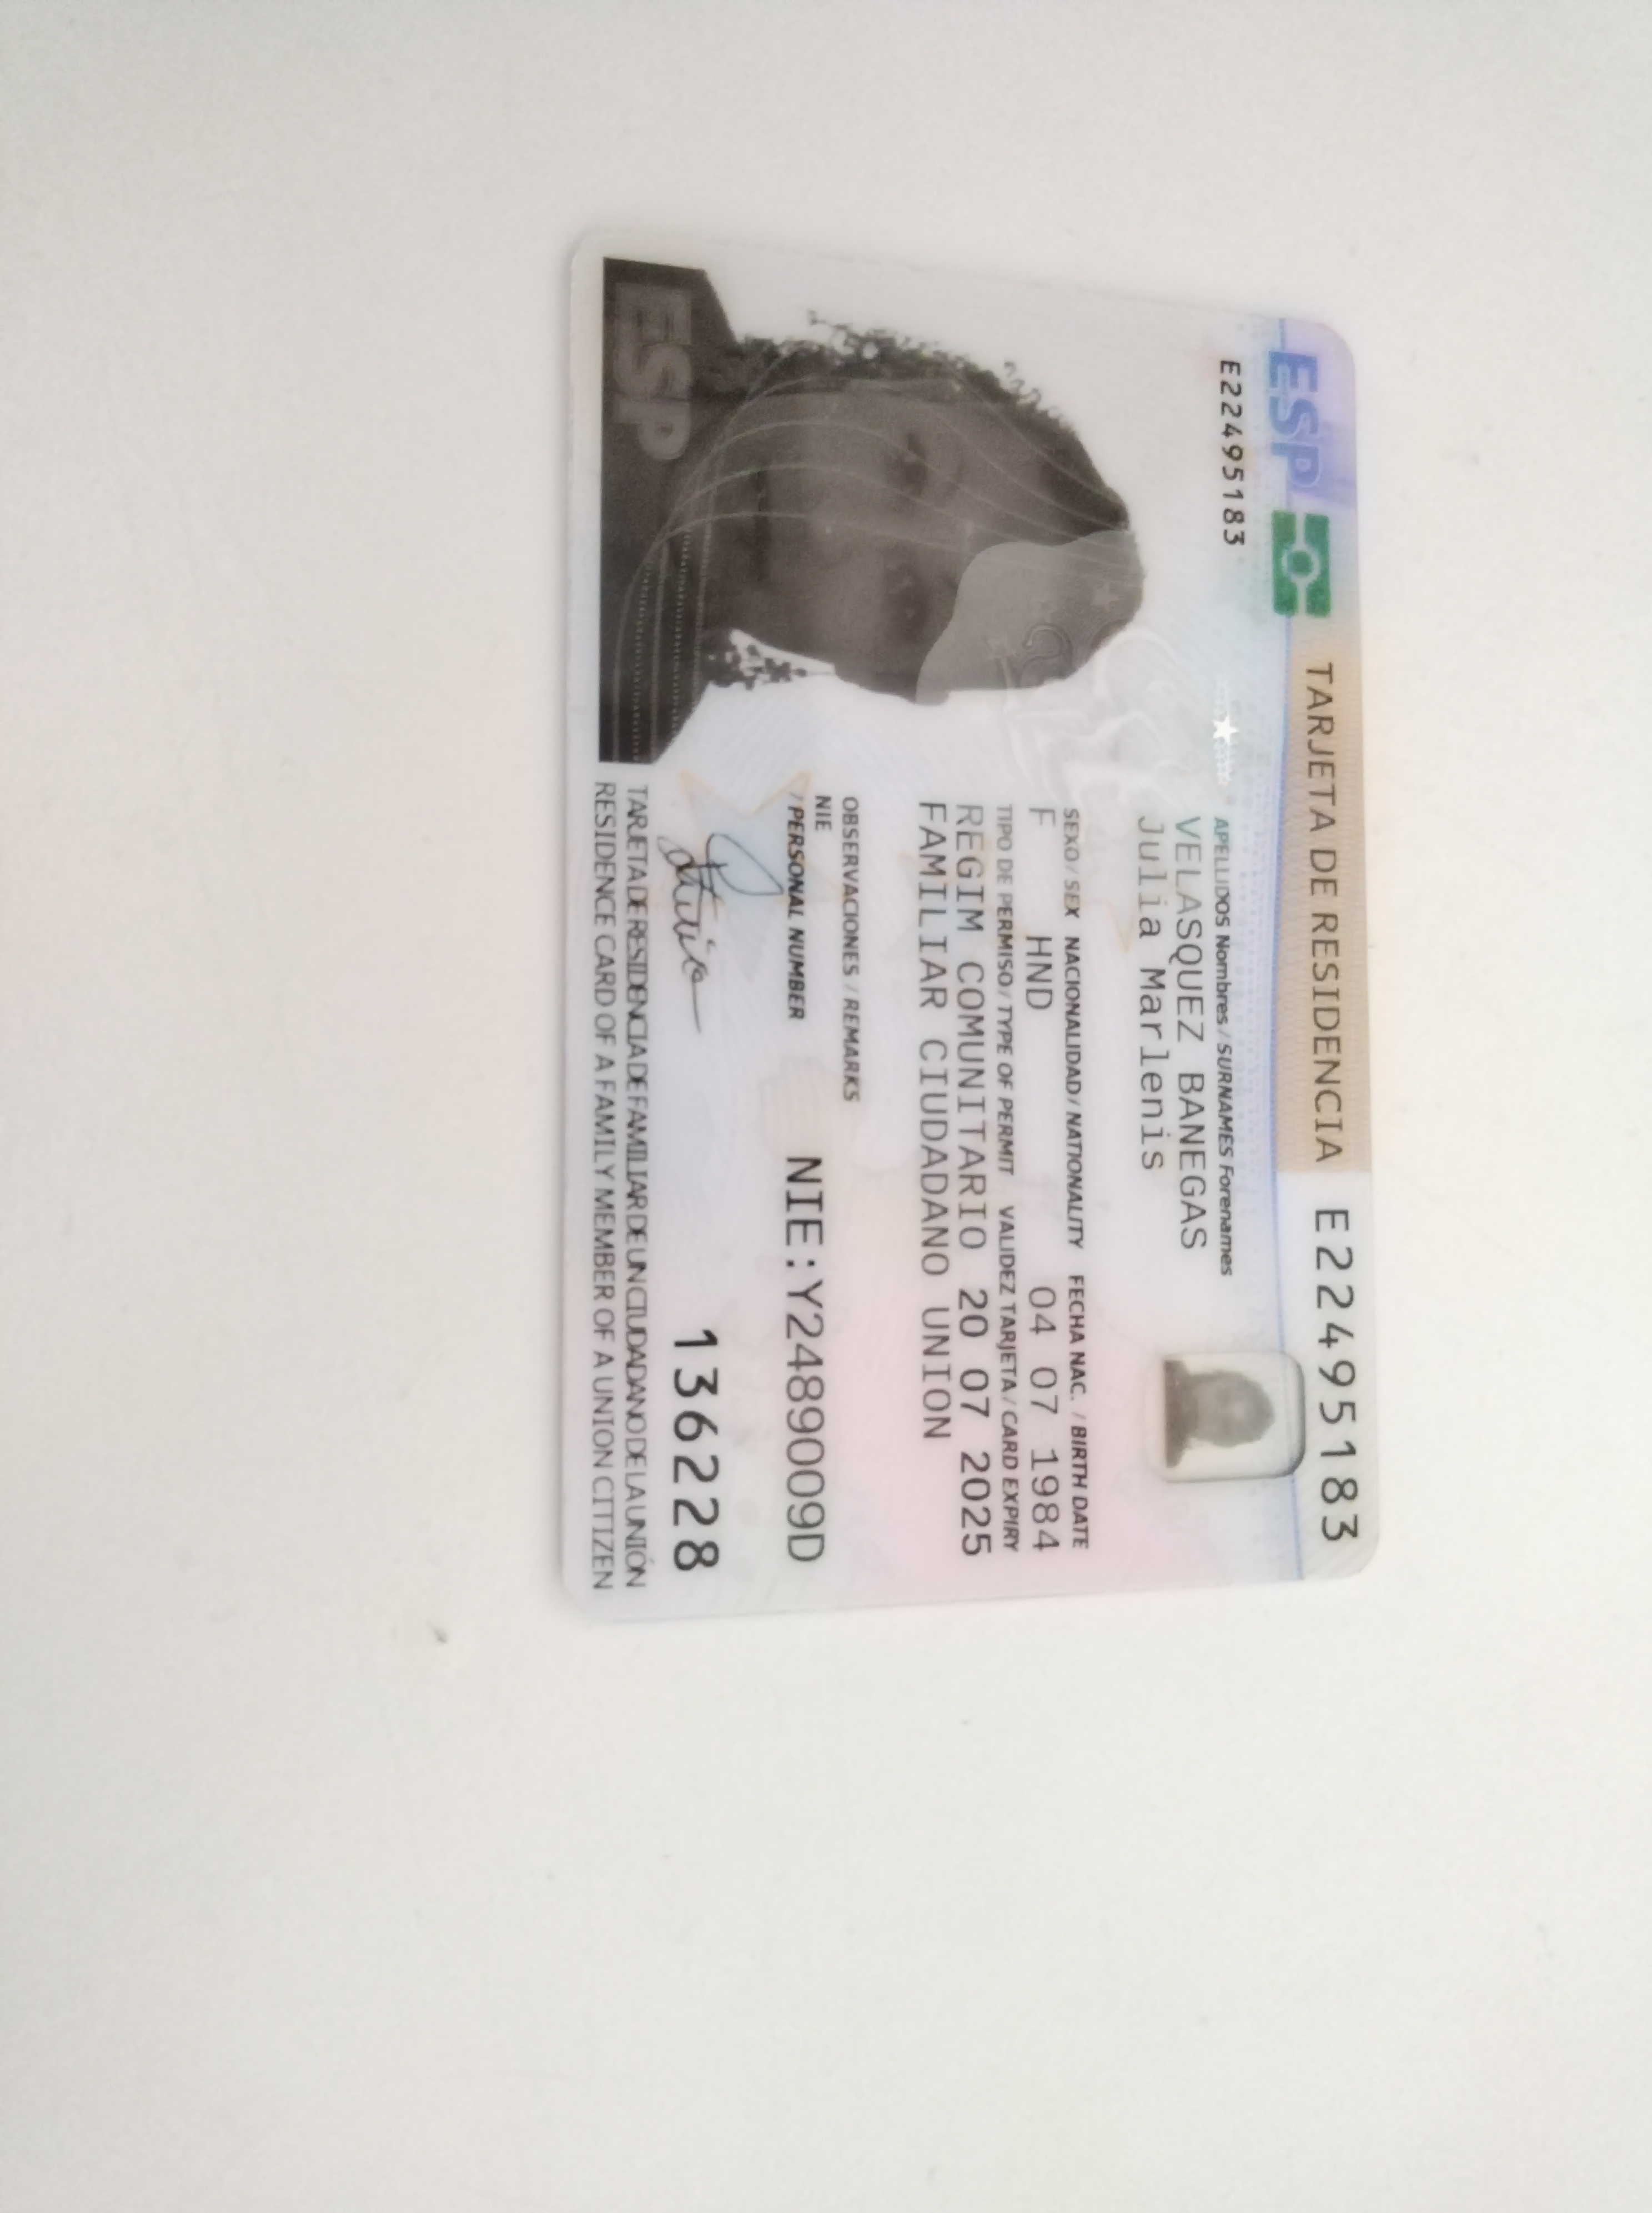 ESP TARJETA DE RESIDENCIA E22495183
E22495183
APELLIDOS Nombres / SURNAMES Forenames
VELASQUEZ BANEGAS
Julia Marlenis
SEXO / SEX NACIONALIDAD / NATIONALITY FECHA NAC. / BIRTH DATE
F HND 04 07 1984
TIPO DE PERMISO / TYPE OF PERMIT VALIDEZ TARJETA / CARD EXPIRY
REGIM COMUNITARIO 20 07 2025
FAMILIAR CIUDADANO UNION
OBSERVACIONES / REMARKS
NIE
/ PERSONAL NUMBER NIE:Y2489009D
ESP
136228
TARJETA DE RESIDENCIA DE FAMILIAR DE UN CIUDADANO DE LA UNIÓN
RESIDENCE CARD OF A FAMILY MEMBER OF A UNION CITIZEN